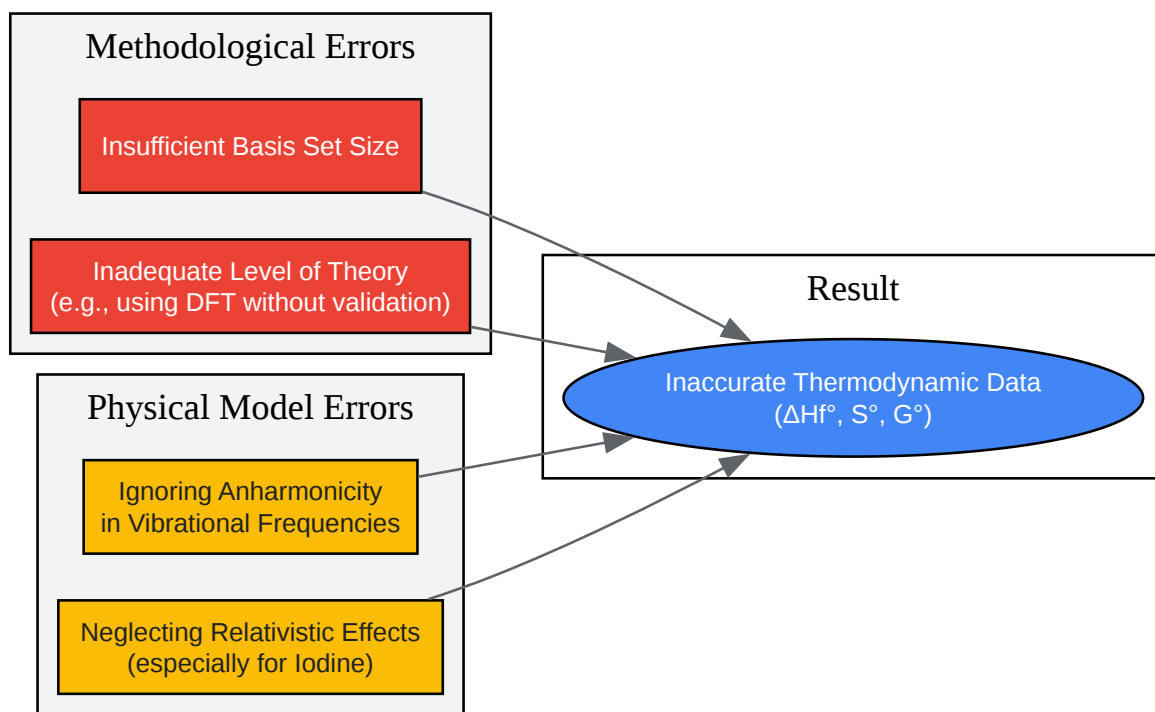 Methodological Errors
Insufficient Basis Set Size
Inadequate Level of Theory
(e.g., using DFT without validation)
Physical Model Errors
Ignoring Anharmonicity
in Vibrational Frequencies
Neglecting Relativistic Effects
(especially for Iodine)
Result
Inaccurate Thermodynamic Data
(ΔHf°, S°, G°)